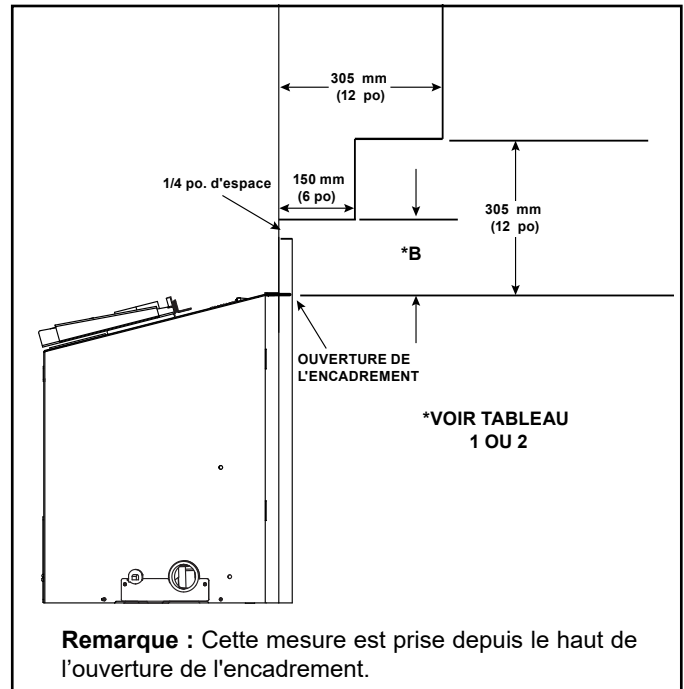 305 mm
(12 po)
1/4 po. d'espace
150 mm
(6 po)
305 mm
(12 po)
*B
OUVERTURE DE
L'ENCADREMENT
*VOIR TABLEAU
1 OU 2
Remarque : Cette mesure est prise depuis le haut de
l’ouverture de l'encadrement.